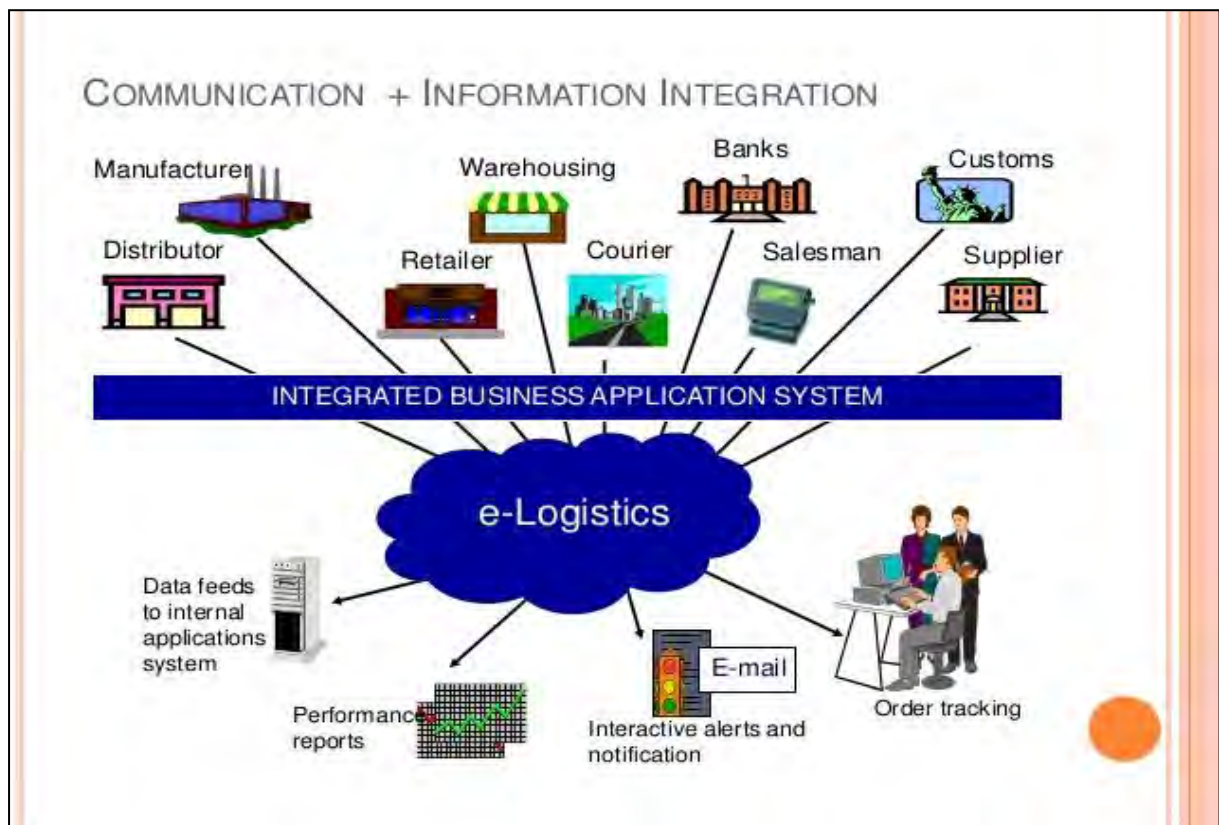 COMMUNICATION + INFORMATION INTEGRATION
Manufacturer
Warehousing
Banks
Customs
Distributor
Retailer
Courier
Salesman
Supplier
INTEGRATED BUSINESS APPLICATION SYSTEM
e-Logistics
Data feeds
to internal
applications
system
Performance
reports
E-mail
Interactive alerts and
notification
Order tracking